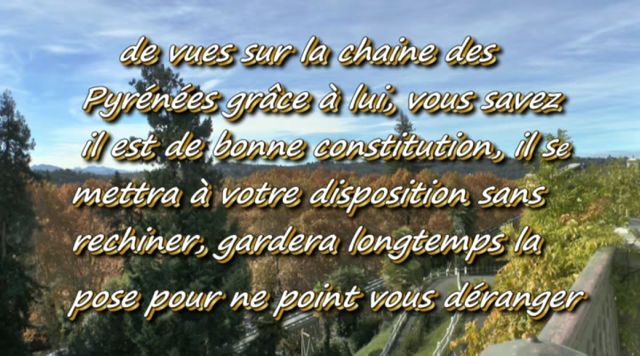 de vues sur la chaine des
Pyrénées grâce à lui, vous savez
il est de bonne constitution, il se
mettra à votre disposition sans
rechiner, gardera longtemps la
pose pour ne point vous déranger